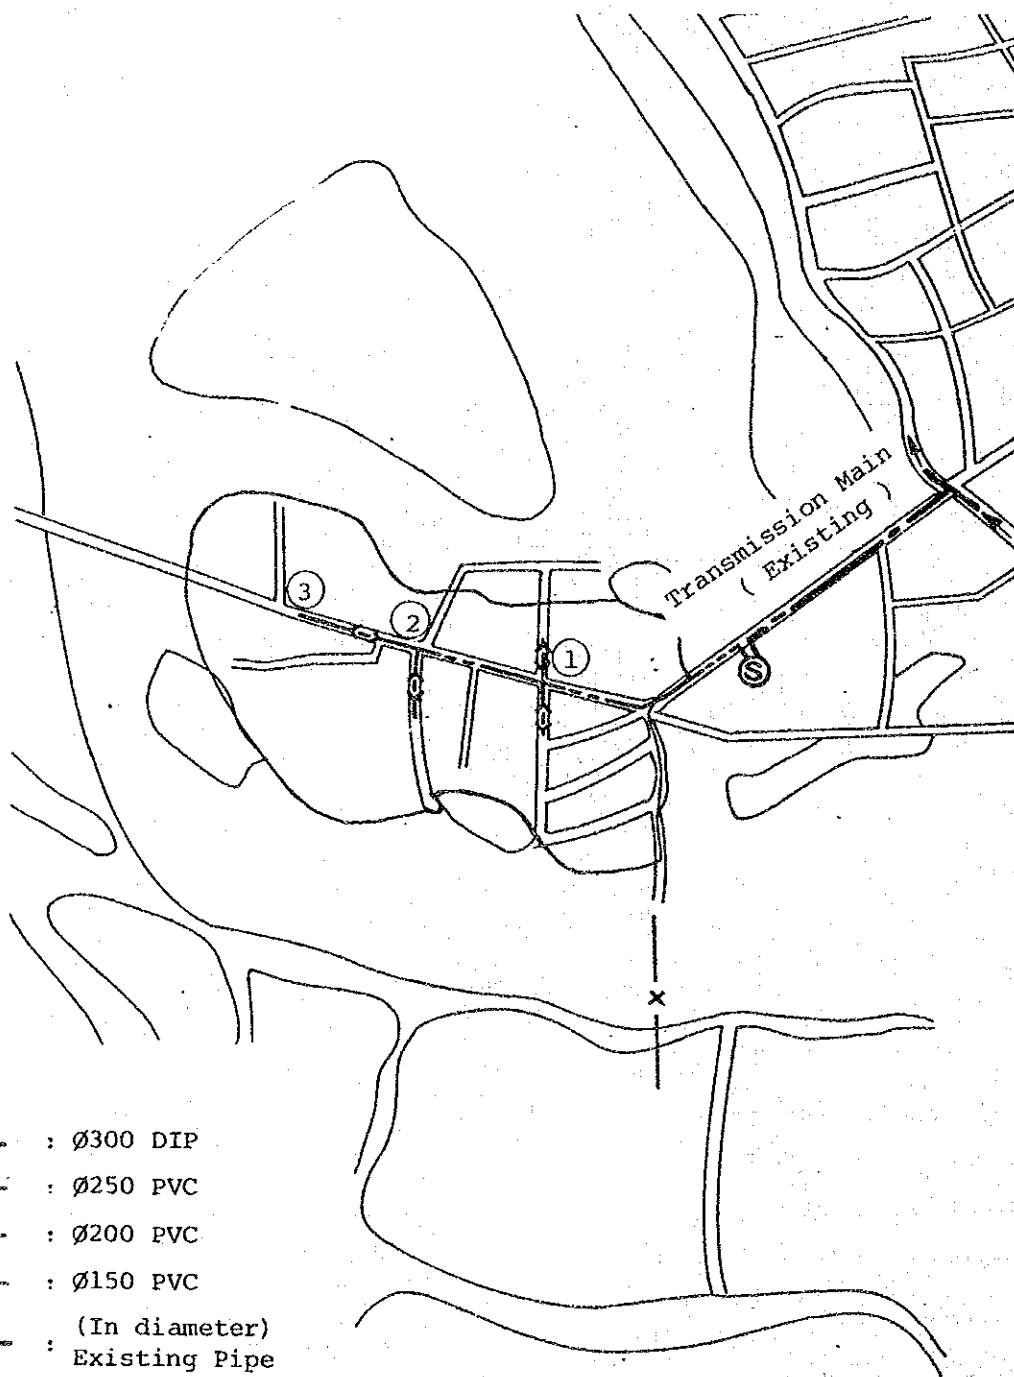 Transmission Main
( Existing )
3
2
1
S
x
: Ø300 DIP
: Ø250 PVC
: Ø200 PVC
: Ø150 PVC
(In diameter)
: Existing Pipe